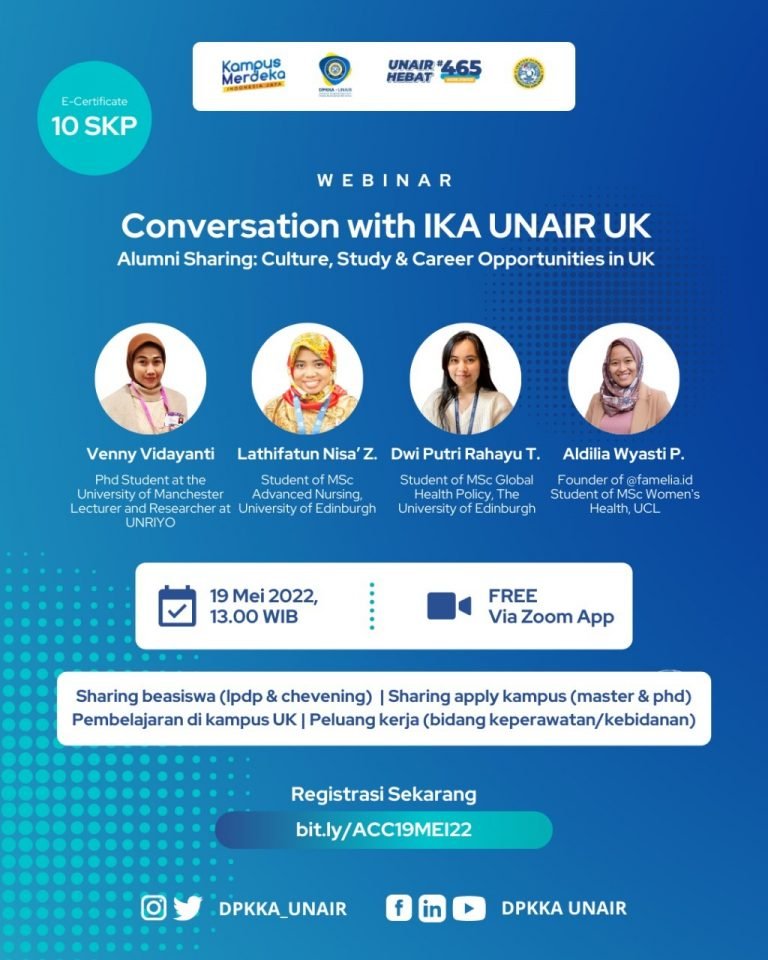 Kampus
Merdeka
INDONESIA JAYA
DPKKA - UNAIR
UNAIR
HEBAT
#465
E-Certificate
10 SKP
WEBINAR
Conversation with IKA UNAIR UK
Alumni Sharing: Culture, Study & Career Opportunities in UK
Venny Vidayanti
Phd Student at the
University of Manchester
Lecturer and Researcher at
UNRIYO
Lathifatun Nisa’ Z.
Student of MSc
Advanced Nursing,
University of Edinburgh
Dwi Putri Rahayu T.
Student of MSc Global
Health Policy, The
University of Edinburgh
Aldilia Wyasti P.
Founder of @famelia.id
Student of MSc Women's
Health, UCL
19 Mei 2022,
13.00 WIB
FREE
Via Zoom App
Sharing beasiswa (lpdp & chevening) | Sharing apply kampus (master & phd)
Pembelajaran di kampus UK | Peluang kerja (bidang keperawatan/kebidanan)
Registrasi Sekarang
bit.ly/ACC19MEI22
DPKKA_UNAIR
DPKKA UNAIR